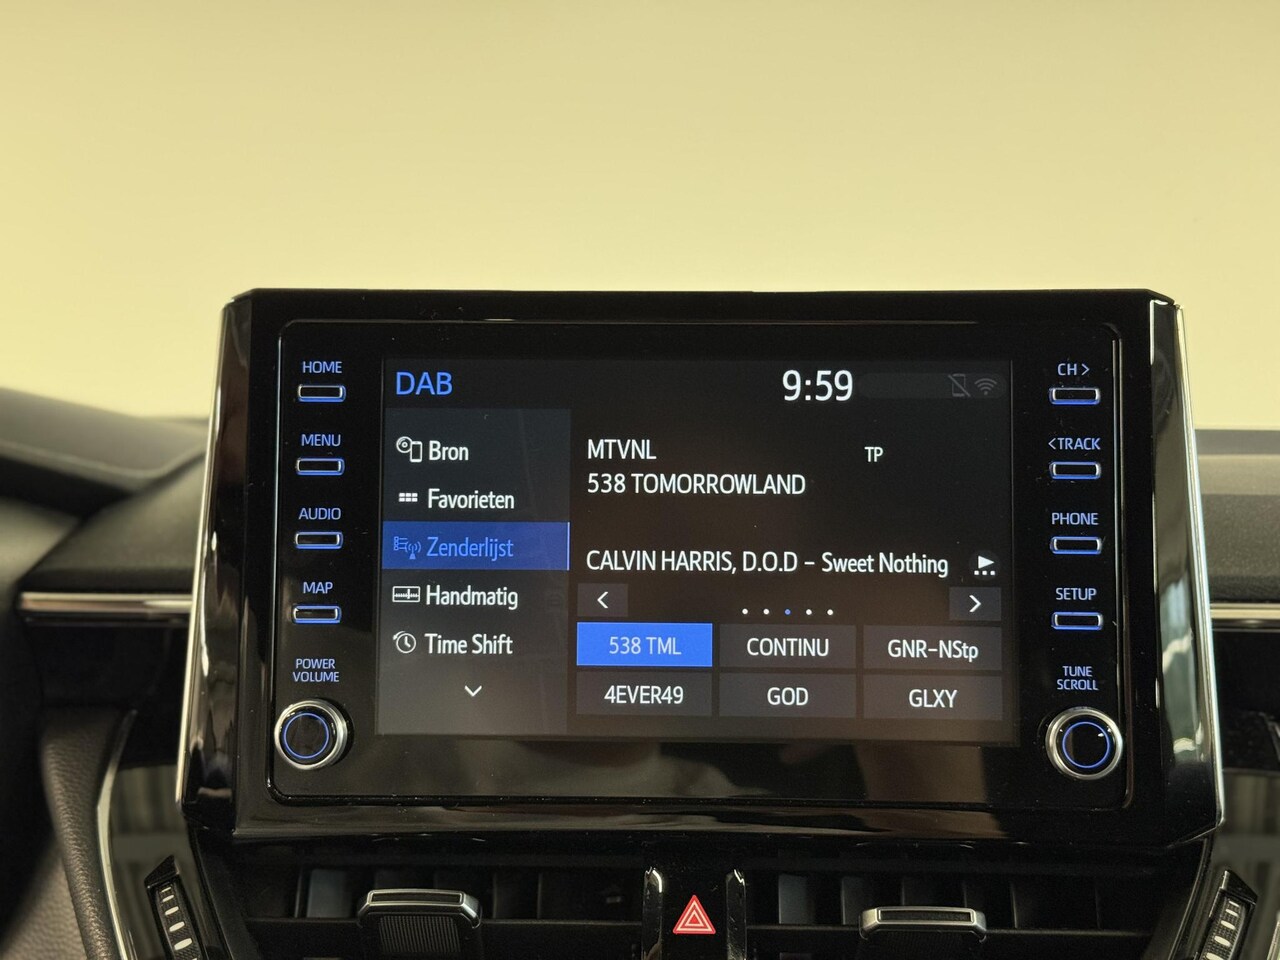 HOME
MENU
AUDIO
MAP
POWER
VOLUME
DAB
9:59
Bron
Favorieten
Zenderlijst
Handmatig
Time Shift
MTVNL
TP
538 TOMORROWLAND
CALVIN HARRIS, D.O.D – Sweet Nothing
538 TML
CONTINU
GNR-NStp
4EVER49
GOD
GLXY
CH >
<TRACK
PHONE
SETUP
TUNE
SCROLL